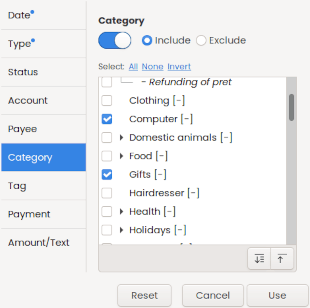 Date
Type
Status
Account
Payee
Category
Tag
Payment
Amount/Text
Category
Include Exclude
Select: All None Invert
- Refunding of pret
Clothing [-]
Computer [-]
Domestic animals [-]
Food [-]
Gifts [-]
Hairdresser [-]
Health [-]
Holidays [-]
Reset Cancel Use